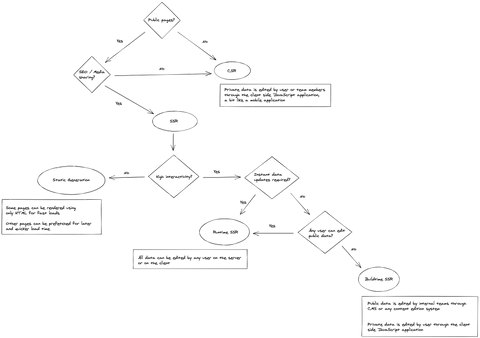 Public pages?
Yes
no
SEO / Media
sharing?
no
CSR
Private data is edited by user or team members
through the client side JavaScript application,
a bit like a mobile application
Yes
SSR
Static Generation
no
High interactivity?
Yes
Instant data
updates required?
Some pages can be rendered using
only HTML for faster loads
Other pages can be prefetched for later
and quicker load time
Yes
no
Runtime SSR
Yes
Any user can edit
public data?
All data can be edited by any user on the server
or on the client
no
Buildtime SSR
Public data is edited by internal teams through
CMS or any content edition system
Private data is edited by user through the client
side JavaScript application